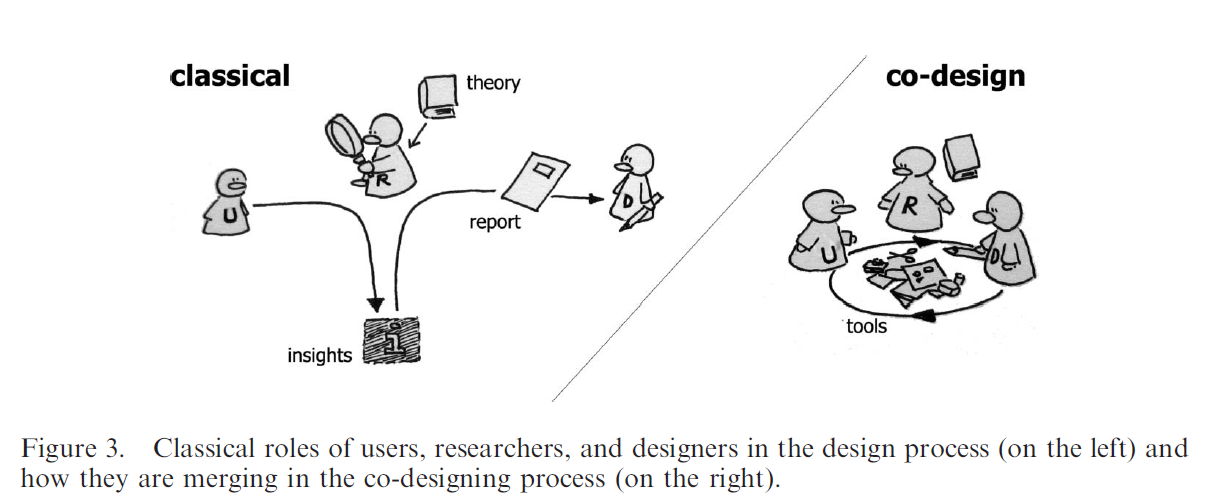 classical
theory
R
U
D
report
insights
i
co-design
R
U
D
tools
Figure 3. Classical roles of users, researchers, and designers in the design process (on the left) and
how they are merging in the co-designing process (on the right).